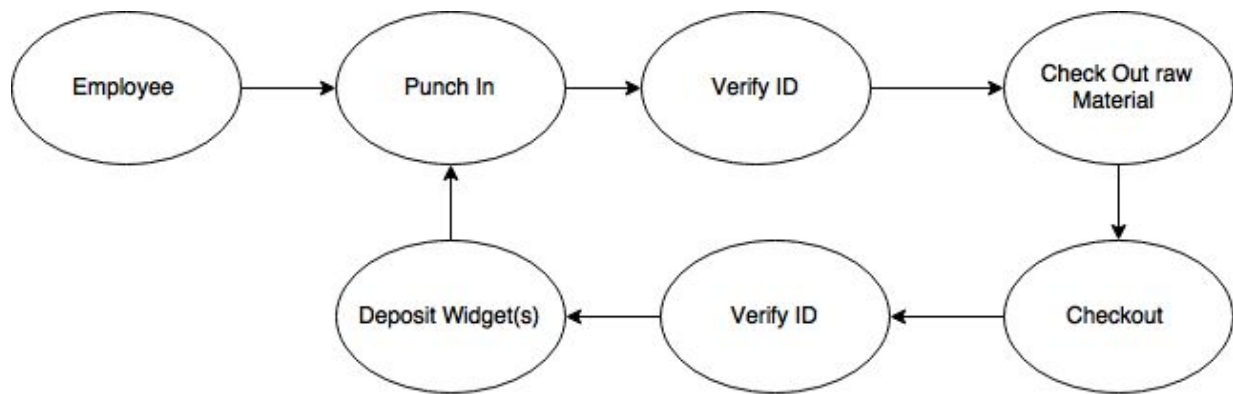 Employee
Punch In
Verify ID
Check Out raw
Material
Deposit Widget(s)
Verify ID
Checkout